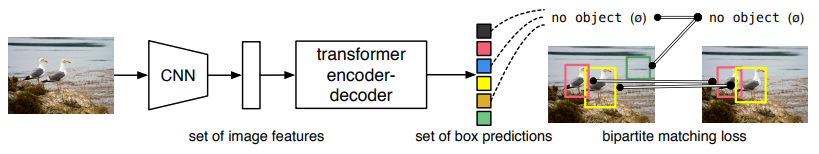 no object (ø)
no object (ø)
CNN
transformer
encoder-
decoder
set of image features
set of box predictions
bipartite matching loss